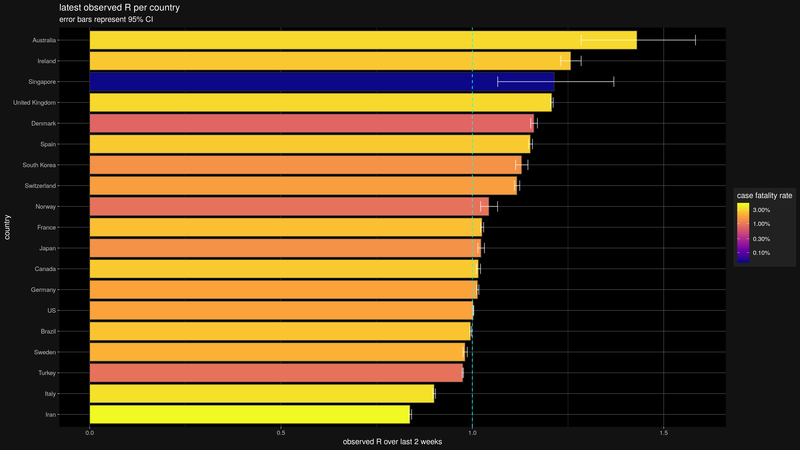 latest observed R per country
error bars represent 95% CI
Australia
Ireland
Singapore
United Kingdom
Denmark
Spain
South Korea
Switzerland
Norway
France
Japan
Canada
Germany
US
Brazil
Sweden
Turkey
Italy
Iran
country
0.0
0.5
1.0
1.5
observed R over last 2 weeks
case fatality rate
3.00%
1.00%
0.30%
0.10%